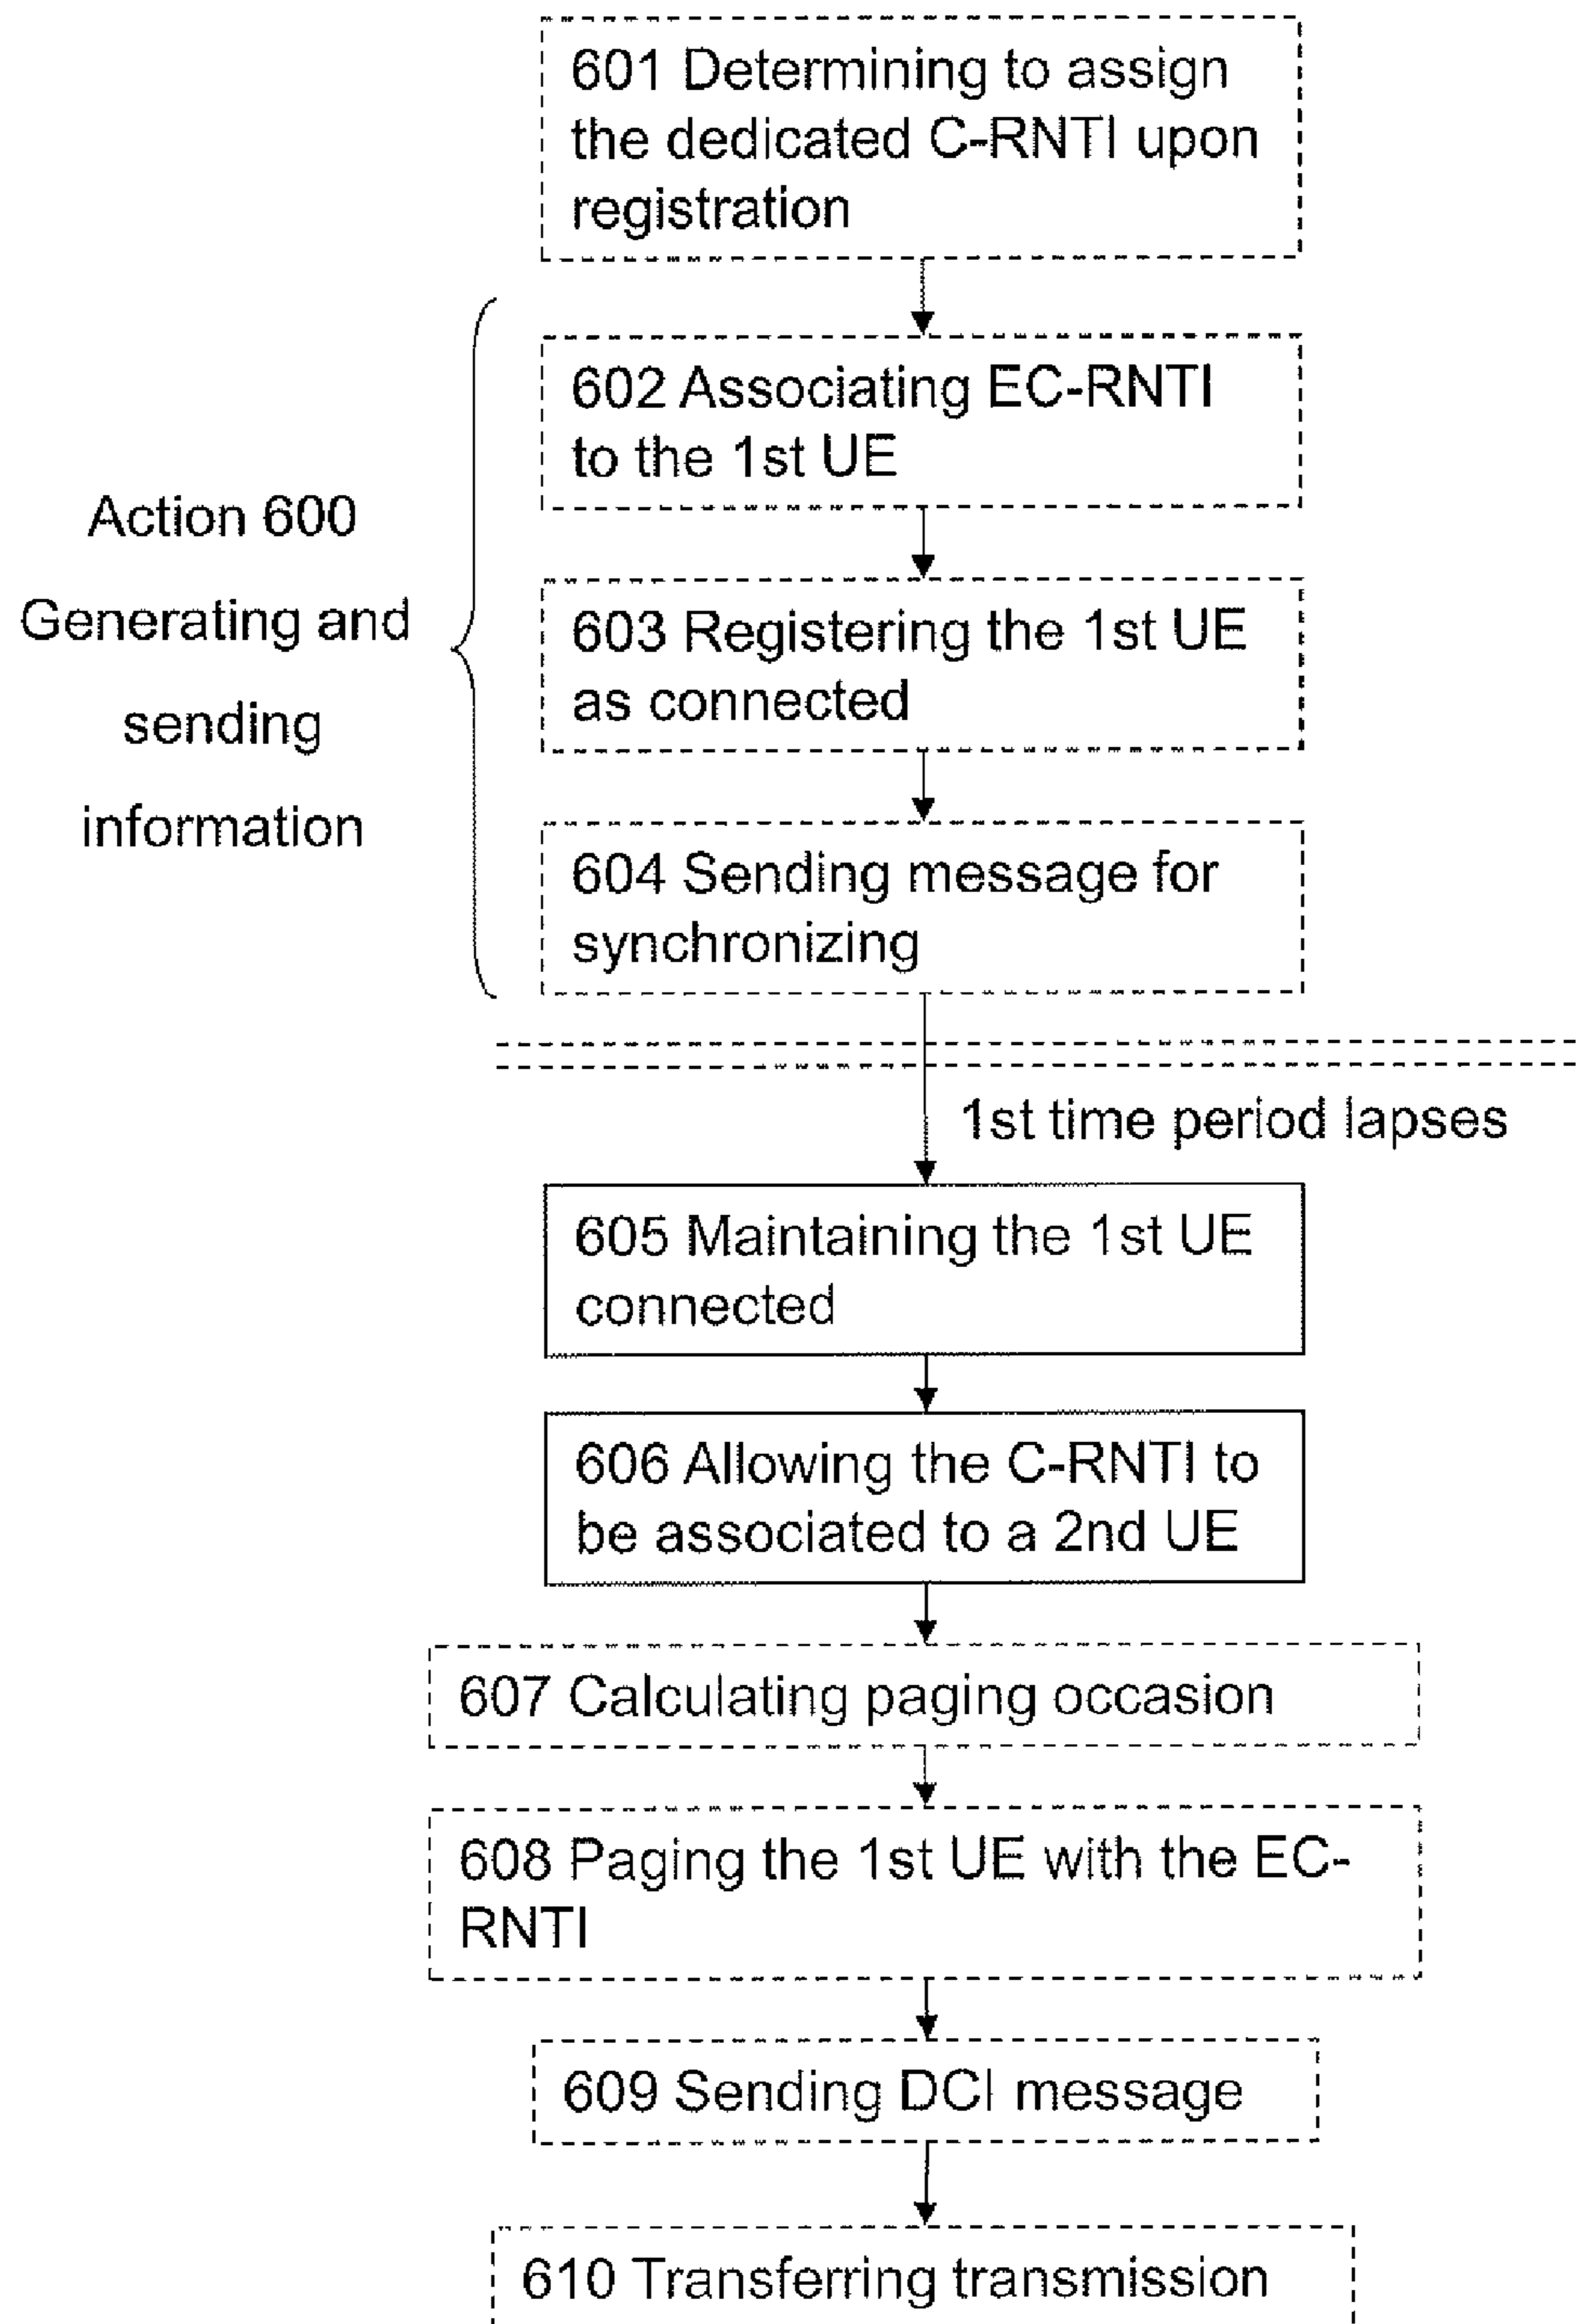 601 Determining to assign
the dedicated C-RNTI upon
registration
602 Associating EC-RNTI
to the 1st UE
Action 600
Generating and
sending
information
603 Registering the 1st UE
as connected
604 Sending message for
synchronizing
1st time period lapses
605 Maintaining the 1st UE
connected
606 Allowing the C-RNTI to
be associated to a 2nd UE
607 Calculating paging occasion
608 Paging the 1st UE with the EC-
RNTI
609 Sending DCI message
610 Transferring transmission